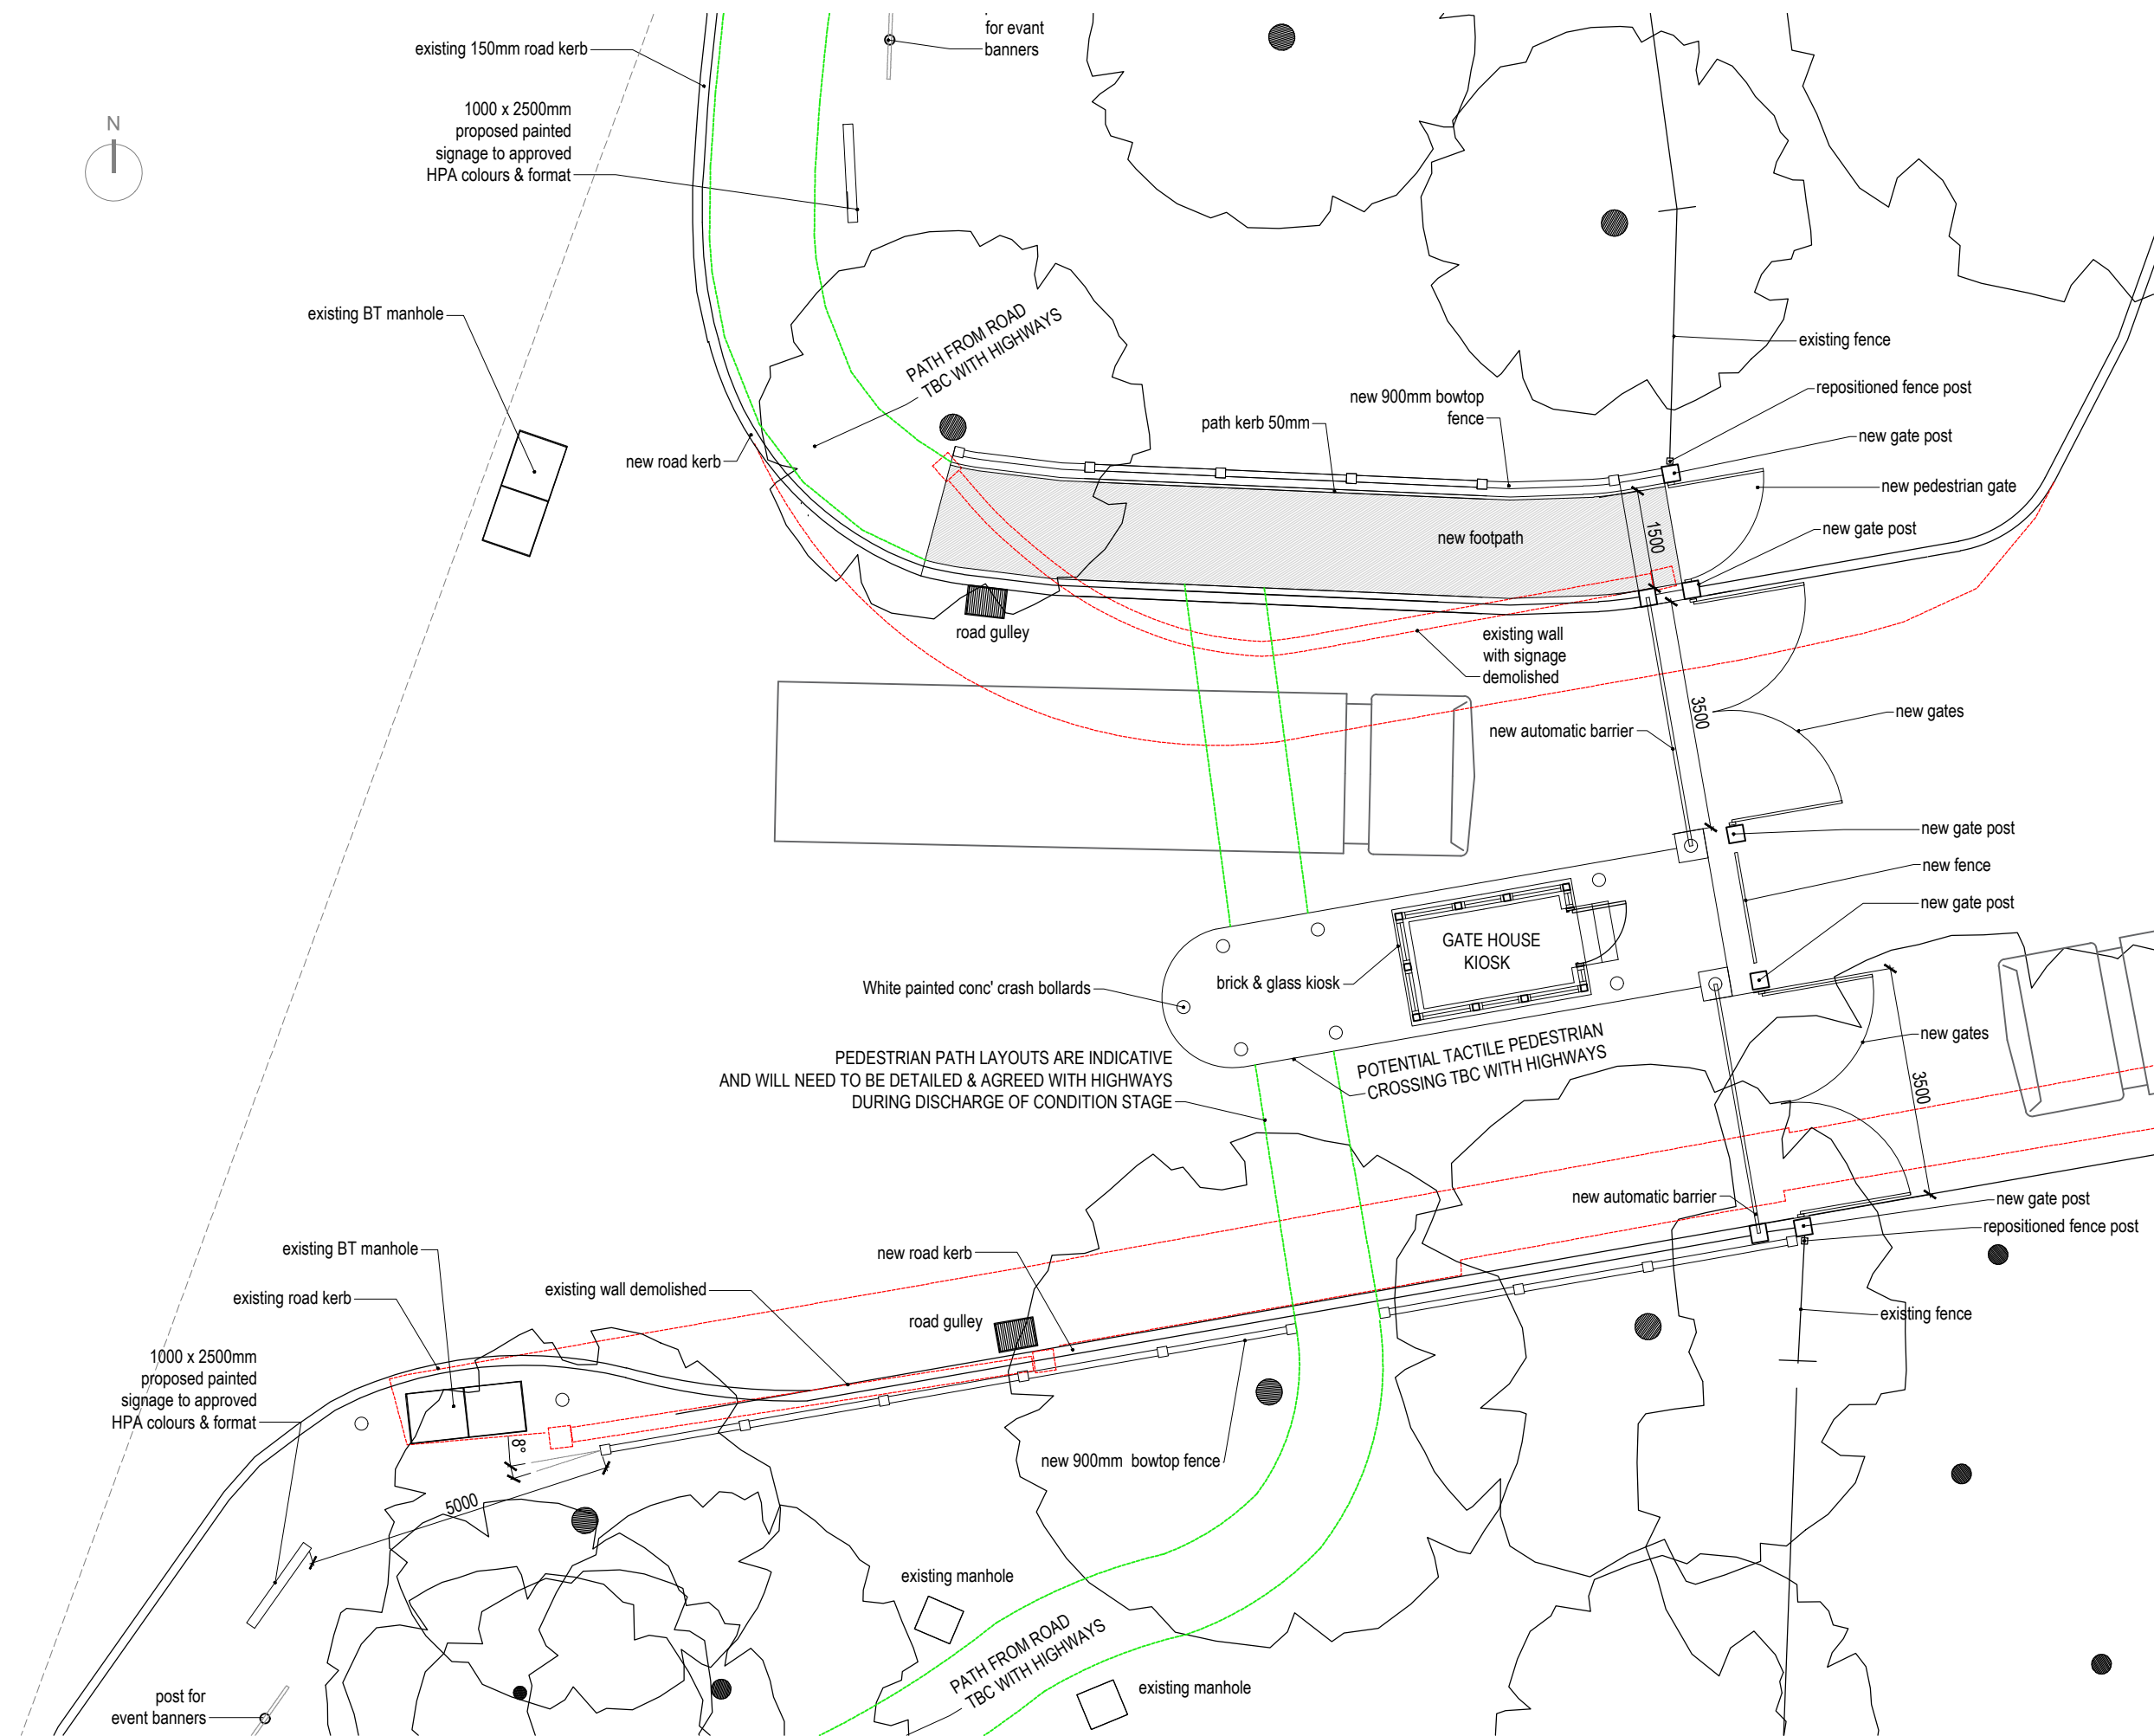 for evant
banners
existing 150mm road kerb
1000 x 2500mm
proposed painted
signage to approved
HPA colours & format
N
existing BT manhole
PATH FROM ROAD
TBC WITH HIGHWAYS
existing fence
repositioned fence post
new 900mm bowtop
fence
path kerb 50mm
new gate post
new road kerb
new pedestrian gate
new gate post
new footpath
1500
road gulley
existing wall
with signage
demolished
3500
new gates
new automatic barrier
new gate post
new fence
new gate post
GATE HOUSE
KIOSK
brick & glass kiosk
White painted conc' crash bollards
new gates
POTENTIAL TACTILE PEDESTRIAN
CROSSING TBC WITH HIGHWAYS
PEDESTRIAN PATH LAYOUTS ARE INDICATIVE
AND WILL NEED TO BE DETAILED & AGREED WITH HIGHWAYS
DURING DISCHARGE OF CONDITION STAGE
3500
new automatic barrier
new gate post
repositioned fence post
existing BT manhole
new road kerb
existing road kerb
existing wall demolished
road gulley
existing fence
1000 x 2500mm
proposed painted
signage to approved
HPA colours & format
8°
new 900mm bowtop fence
5000
existing manhole
PATH FROM ROAD
TBC WITH HIGHWAYS
existing manhole
post for
event banners